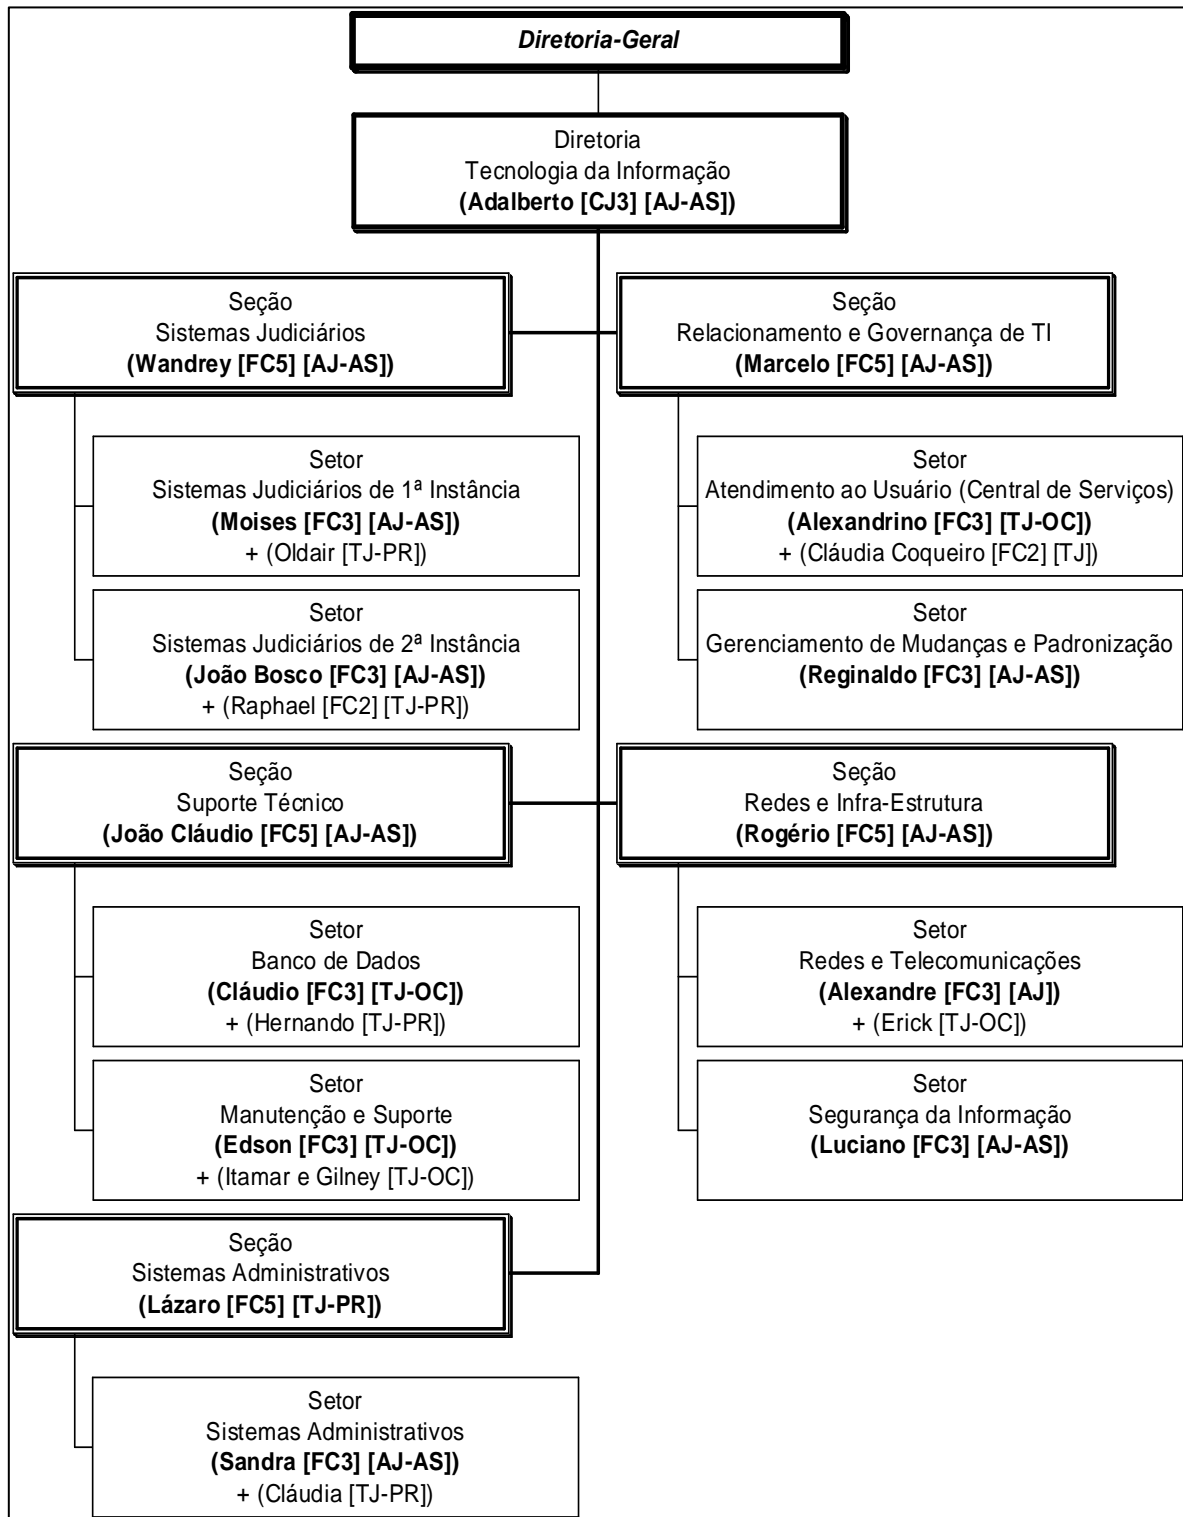 Diretoria-Geral
Diretoria
Tecnologia da Informação
(Adalberto [CJ3] [AJ-AS])
Seção
Sistemas Judiciários
(Wandrey [FC5] [AJ-AS])
Seção
Relacionamento e Governança de TI
(Marcelo [FC5] [AJ-AS])
Setor
Sistemas Judiciários de 1ª Instância
(Moises [FC3] [AJ-AS])
+ (Oldair [TJ-PR])
Setor
Atendimento ao Usuário (Central de Serviços)
(Alexandrino [FC3] [TJ-OC])
+ (Cláudia Coqueiro [FC2] [TJ])
Setor
Sistemas Judiciários de 2ª Instância
(João Bosco [FC3] [AJ-AS])
+ (Raphael [FC2] [TJ-PR])
Setor
Gerenciamento de Mudanças e Padronização
(Reginaldo [FC3] [AJ-AS])
Seção
Suporte Técnico
(João Cláudio [FC5] [AJ-AS])
Seção
Redes e Infra-Estrutura
(Rogério [FC5] [AJ-AS])
Setor
Banco de Dados
(Cláudio [FC3] [TJ-OC])
+ (Hernando [TJ-PR])
Setor
Redes e Telecomunicações
(Alexandre [FC3] [AJ])
+ (Erick [TJ-OC])
Setor
Manutenção e Suporte
(Edson [FC3] [TJ-OC])
+ (Itamar e Gilney [TJ-OC])
Setor
Segurança da Informação
(Luciano [FC3] [AJ-AS])
Seção
Sistemas Administrativos
(Lázaro [FC5] [TJ-PR])
Setor
Sistemas Administrativos
(Sandra [FC3] [AJ-AS])
+ (Cláudia [TJ-PR])